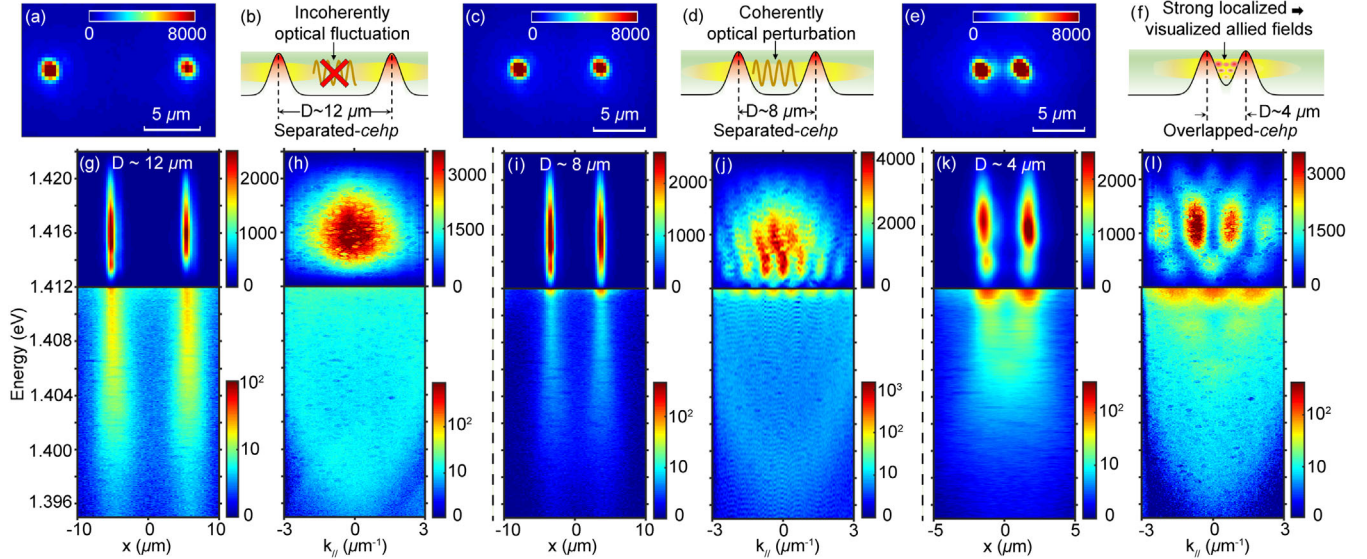 (a)
0 8000
5 µm
(b)
Incoherently
optical fluctuation
D~12 µm
Separated-cehp
(c)
0 8000
5 µm
(d)
Coherently
optical perturbation
D~8 µm
Separated-cehp
(e)
0 8000
5 µm
(f)
Strong localized ➡
visualized allied fields
D~4 µm
Overlapped-cehp
Energy (eV)
1.420
1.416
1.412
1.408
1.404
1.400
1.396
(g) D ~ 12 µm
2000
1000
0
10²
10
0
-10 0 10
x (µm)
(h)
3000
1500
0
10²
10
0
-3 0 3
k// (µm⁻¹)
(i) D ~ 8 µm
2000
1000
0
10²
10
0
-10 0 10
x (µm)
(j)
4000
2000
0
10³
10²
10
0
-3 0 3
k// (µm⁻¹)
(k) D ~ 4 µm
2000
1000
0
10²
10
0
-5 0 5
x (µm)
(l)
3000
1500
0
10²
10
0
-3 0 3
k// (µm⁻¹)